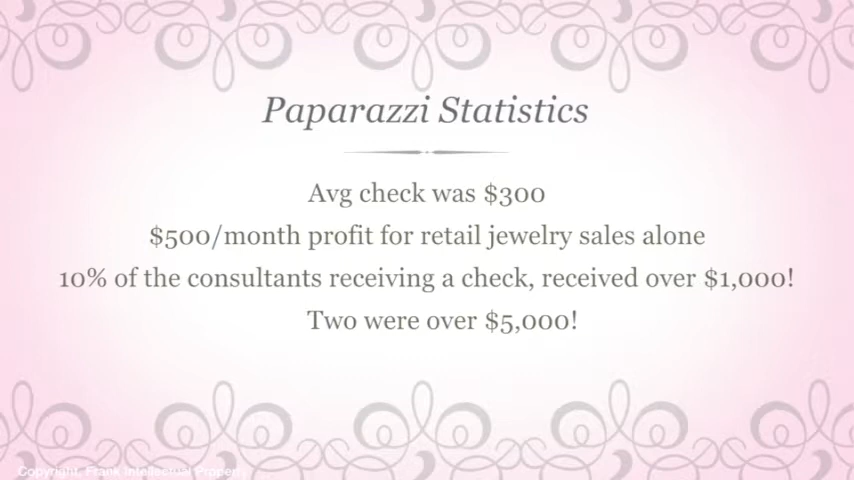 Paparazzi Statistics
Avg check was $300
$500/month profit for retail jewelry sales alone
10% of the consultants receiving a check, received over $1,000!
Two were over $5,000!
Copyright, Frank Intellectual Property